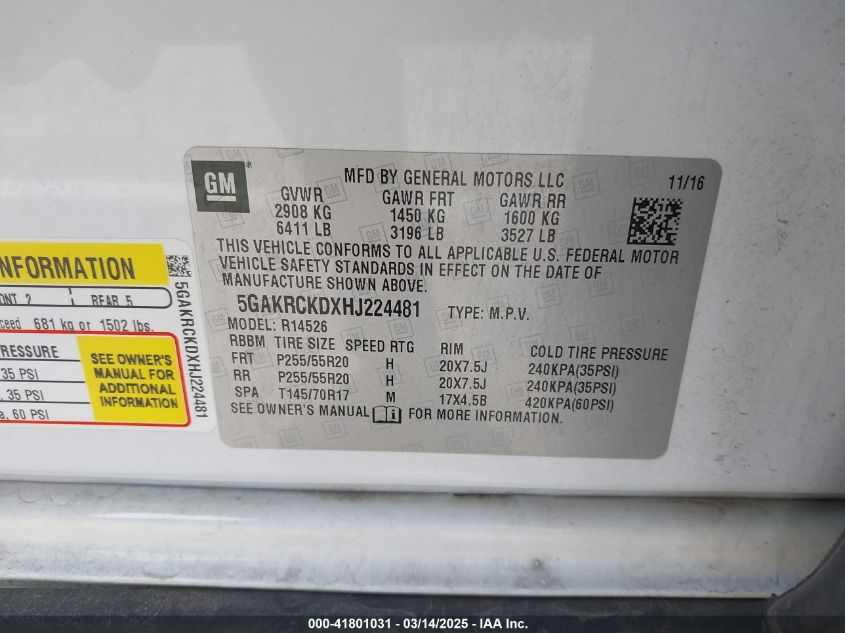 GM ®
MFD BY GENERAL MOTORS LLC
11/16
GVWR GAWR FRT GAWR RR
2908 KG 1450 KG 1600 KG
6411 LB 3196 LB 3527 LB
THIS VEHICLE CONFORMS TO ALL APPLICABLE U.S. FEDERAL MOTOR
VEHICLE SAFETY STANDARDS IN EFFECT ON THE DATE OF
MANUFACTURE SHOWN ABOVE.
5GAKRCKDXHJ224481 TYPE: M.P.V.
MODEL: R14526
RBBM TIRE SIZE SPEED RTG RIM COLD TIRE PRESSURE
FRT P255/55R20 H 20X7.5J 240KPA(35PSI)
RR P255/55R20 H 20X7.5J 240KPA(35PSI)
SPA T145/70R17 M 17X4.5B 420KPA(60PSI)
SEE OWNER'S MANUAL FOR MORE INFORMATION.
INFORMATION
2 REAR 5
681 kg or 1502 lbs.
PRESSURE
35 PSI
, 35 PSI
, 60 PSI
SEE OWNER'S
MANUAL FOR
ADDITIONAL
INFORMATION
5GAKRCKDXHJ224481
000-41801031 - 03/14/2025 - IAA Inc.